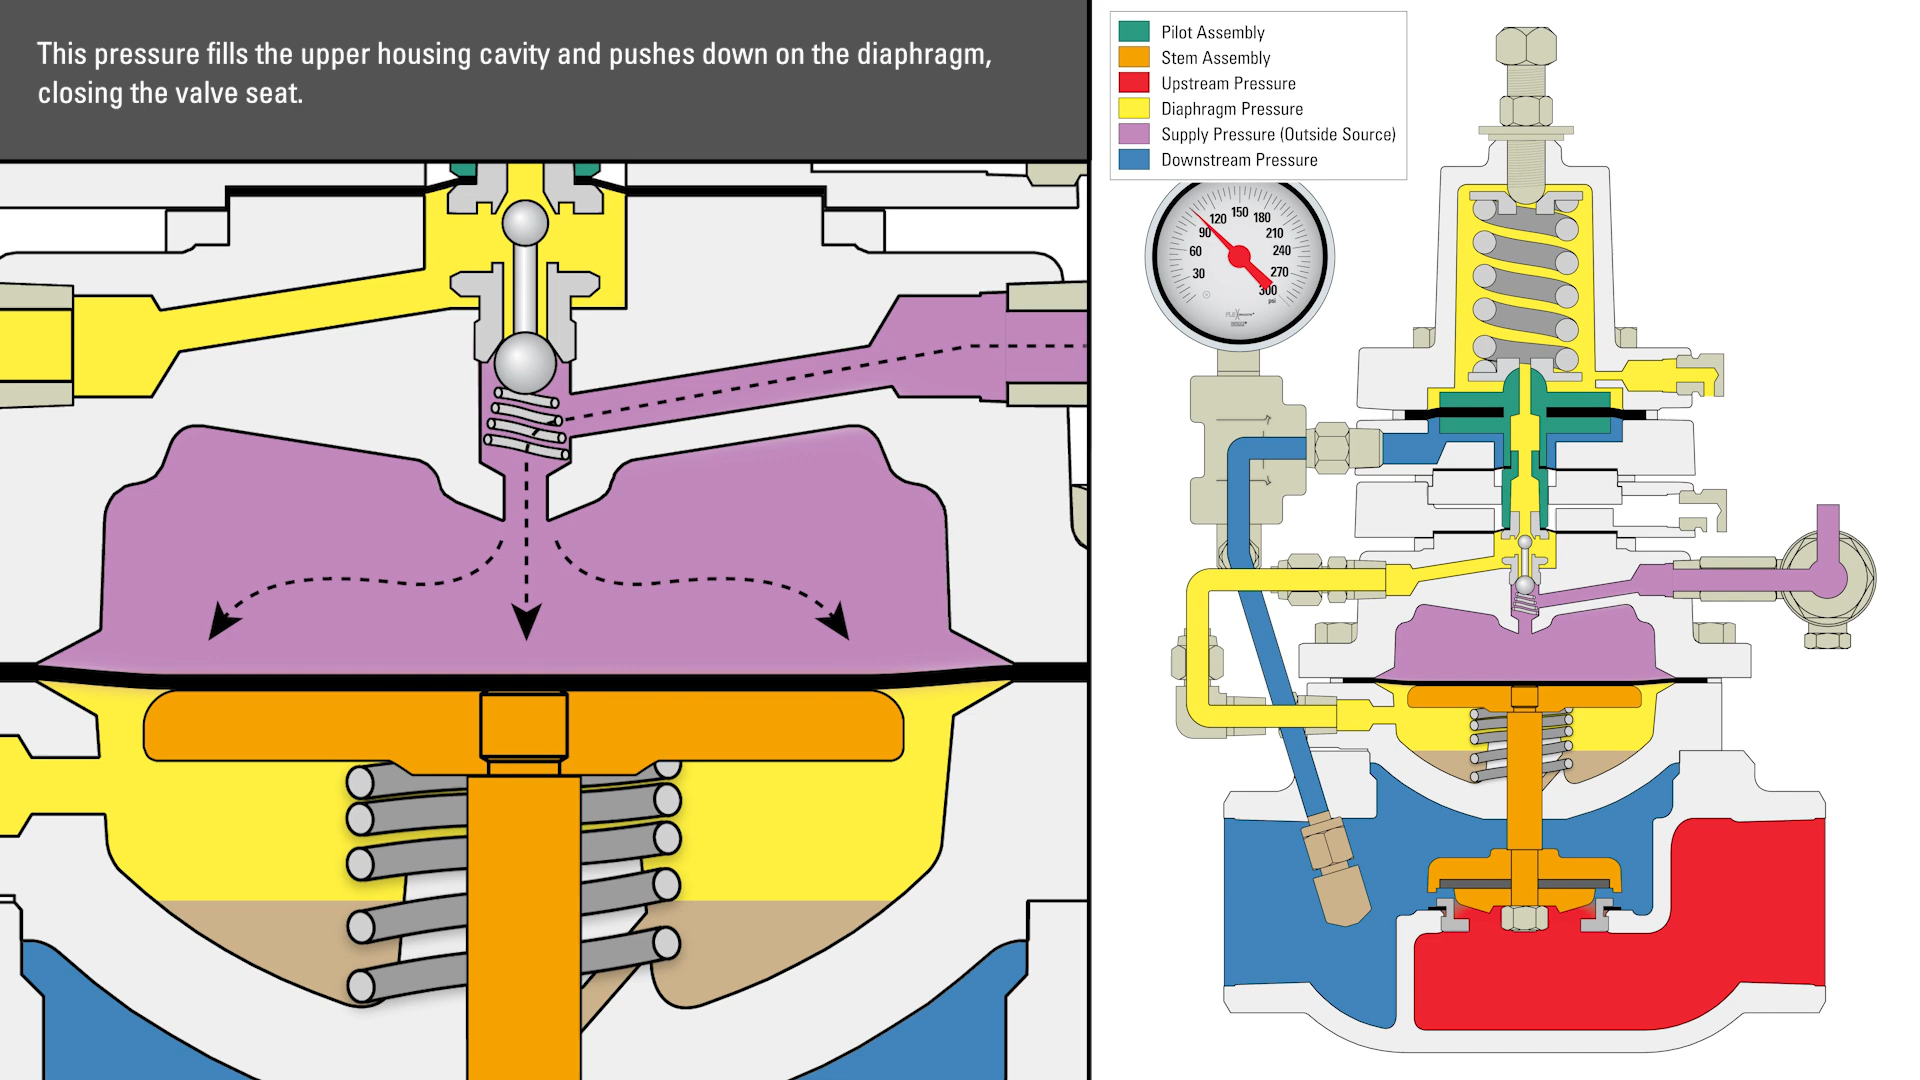 This pressure fills the upper housing cavity and pushes down on the diaphragm,
closing the valve seat.
Pilot Assembly
Stem Assembly
Upstream Pressure
Diaphragm Pressure
Supply Pressure (Outside Source)
Downstream Pressure
30
60
90
120
150
180
210
240
270
300
psi